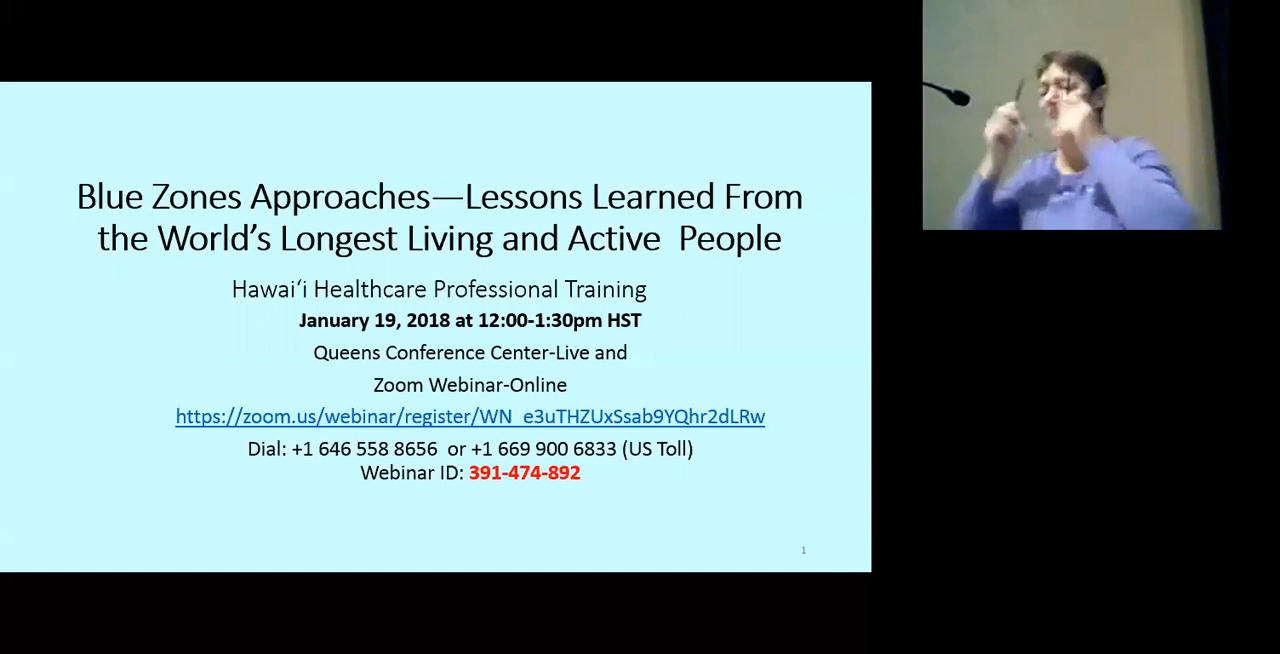 Blue Zones Approaches—Lessons Learned From
the World's Longest Living and Active  People
Hawaiʻi Healthcare Professional Training
January 19, 2018 at 12:00-1:30pm HST
Queens Conference Center-Live and
Zoom Webinar-Online
https://zoom.us/webinar/register/WN_e3uTHZUxSsab9YQhr2dLRw
Dial: +1 646 558 8656  or +1 669 900 6833 (US Toll)
Webinar ID: 391-474-892
1